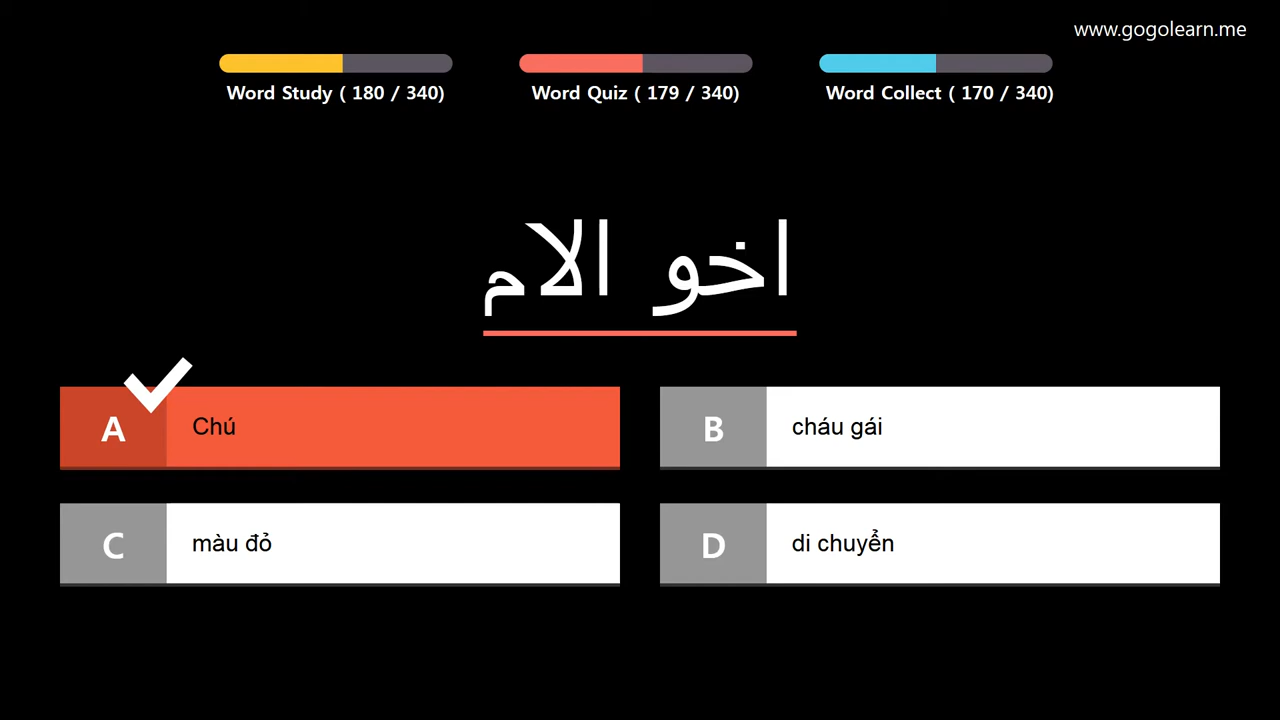 www.gogolearn.me
Word Study ( 180 / 340)
Word Quiz ( 179 / 340)
Word Collect ( 170 / 340)
اخو الام
A
Chú
B
cháu gái
C
màu đỏ
D
di chuyển